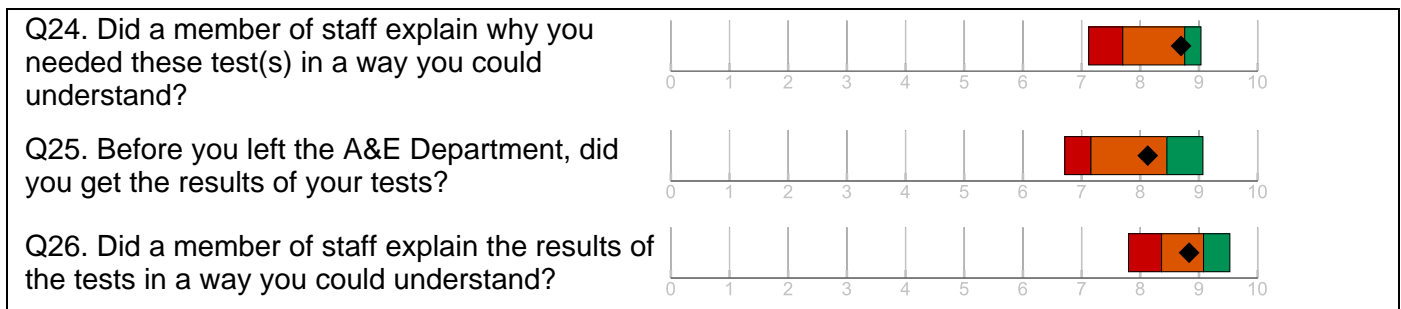 Q24. Did a member of staff explain why you
needed these test(s) in a way you could
understand?
0 1 2 3 4 5 6 7 8 9 10
Q25. Before you left the A&E Department, did
you get the results of your tests?
0 1 2 3 4 5 6 7 8 9 10
Q26. Did a member of staff explain the results of
the tests in a way you could understand?
0 1 2 3 4 5 6 7 8 9 10